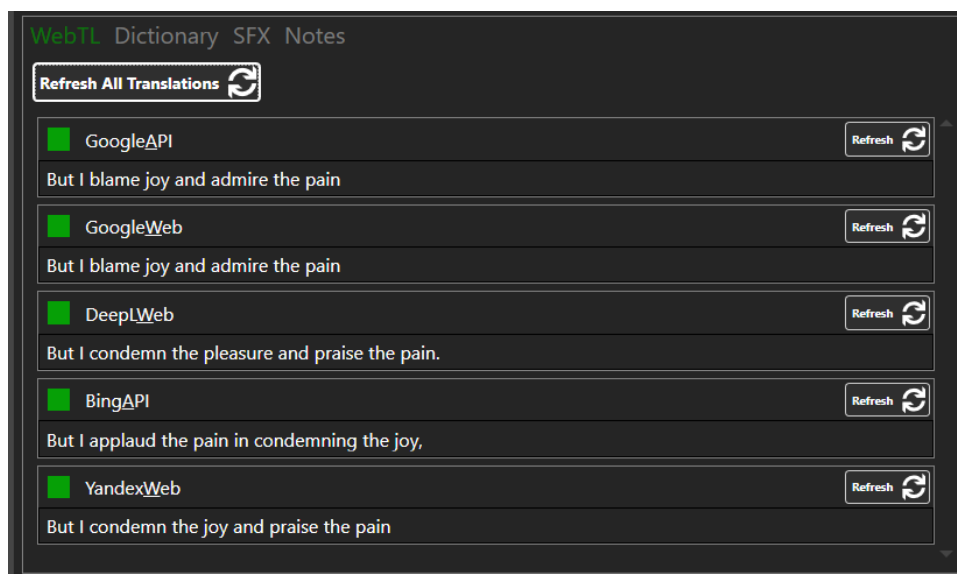 WebTL Dictionary SFX Notes
Refresh All Translations
GoogleAPI Refresh
But I blame joy and admire the pain
GoogleWeb Refresh
But I blame joy and admire the pain
DeepLWeb Refresh
But I condemn the pleasure and praise the pain.
BingAPI Refresh
But I applaud the pain in condemning the joy,
YandexWeb Refresh
But I condemn the joy and praise the pain